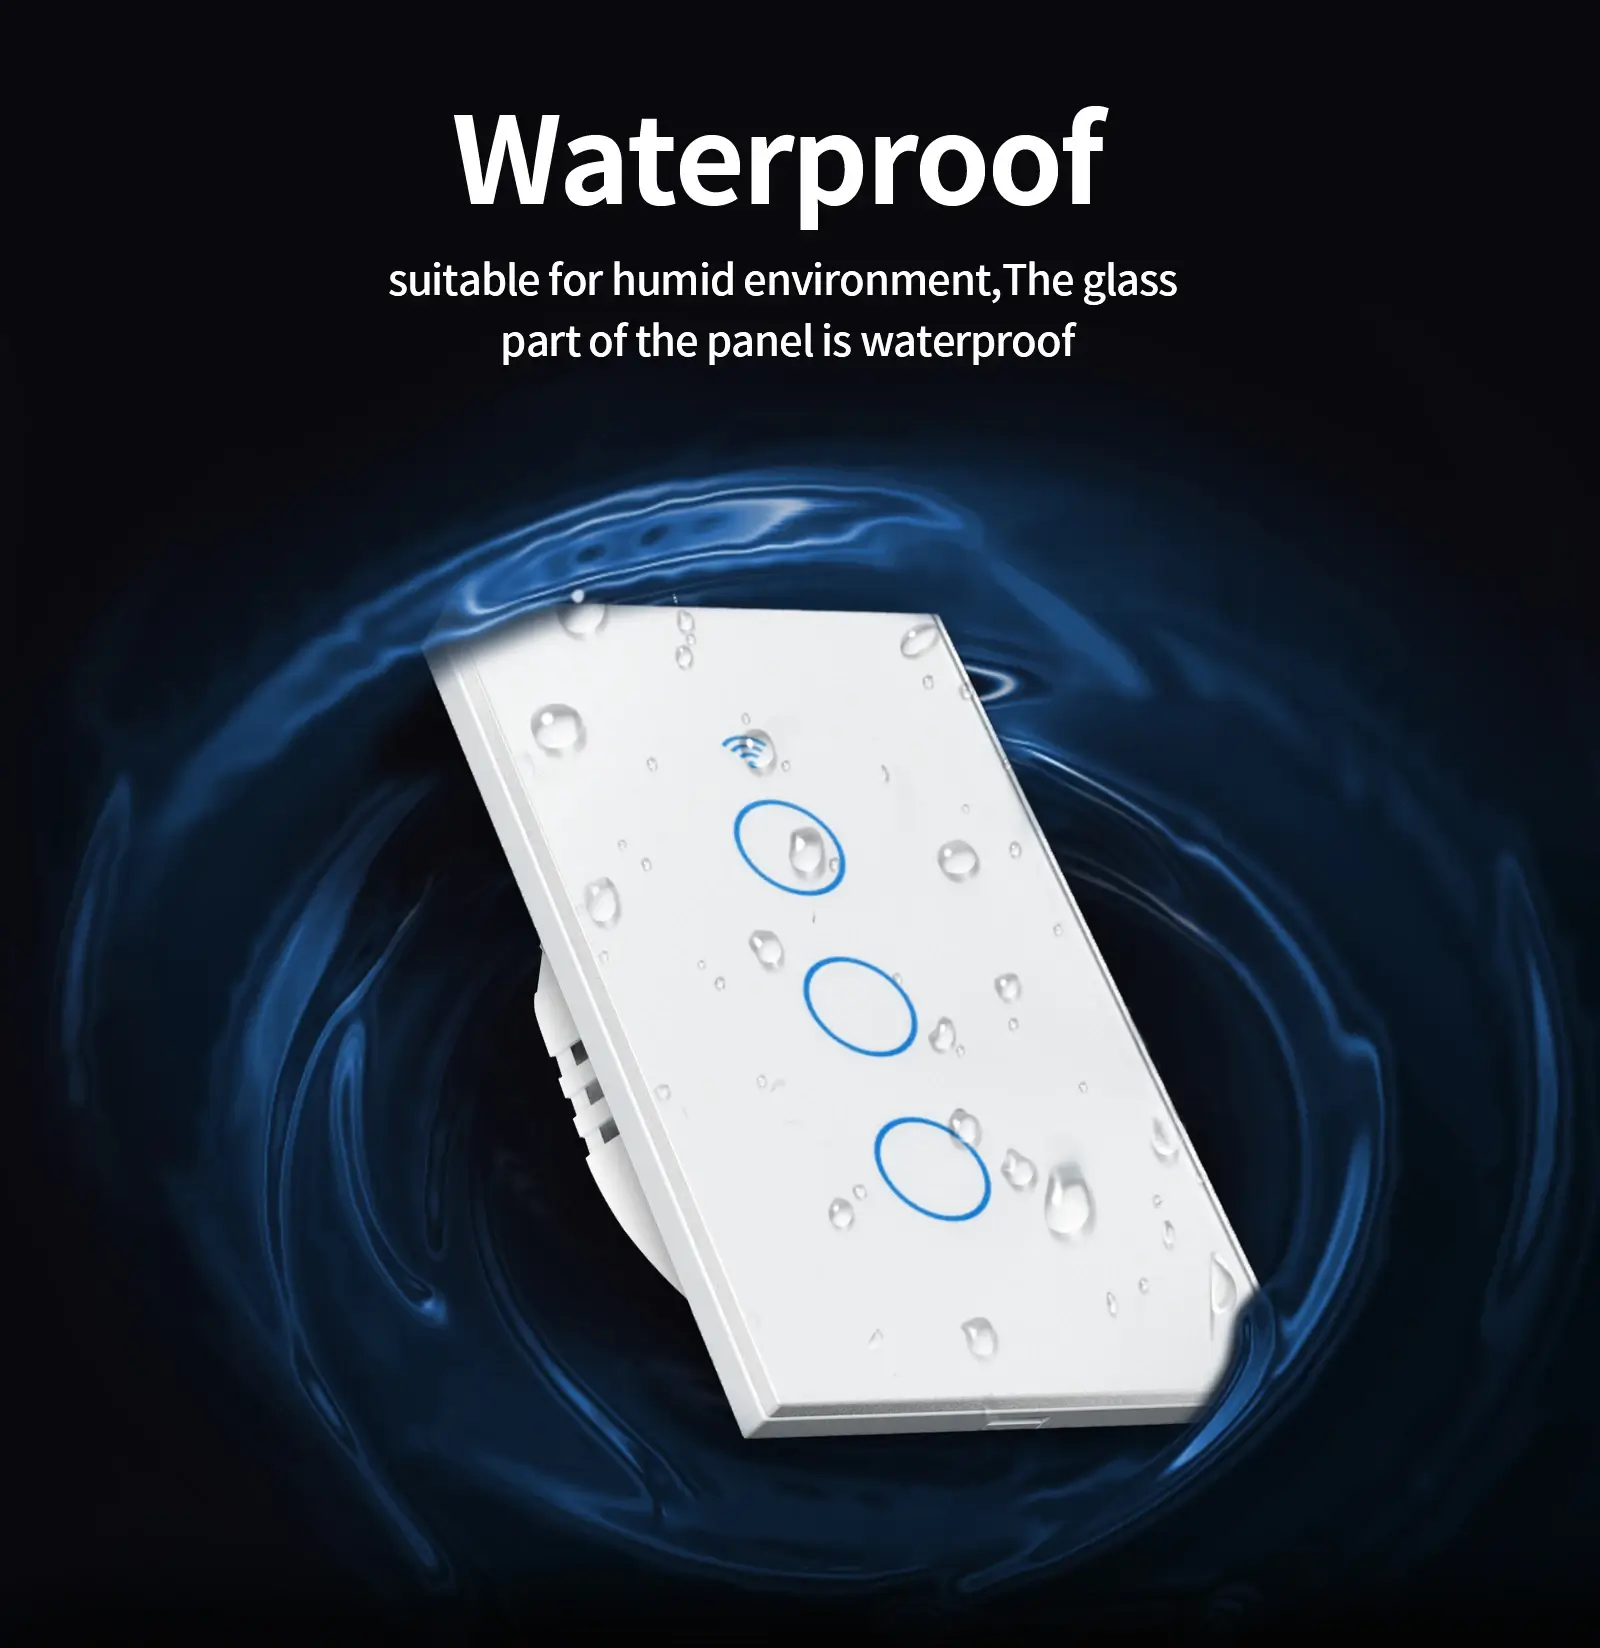 Waterproof
suitable for humid environment,The glass
part of the panel is waterproof